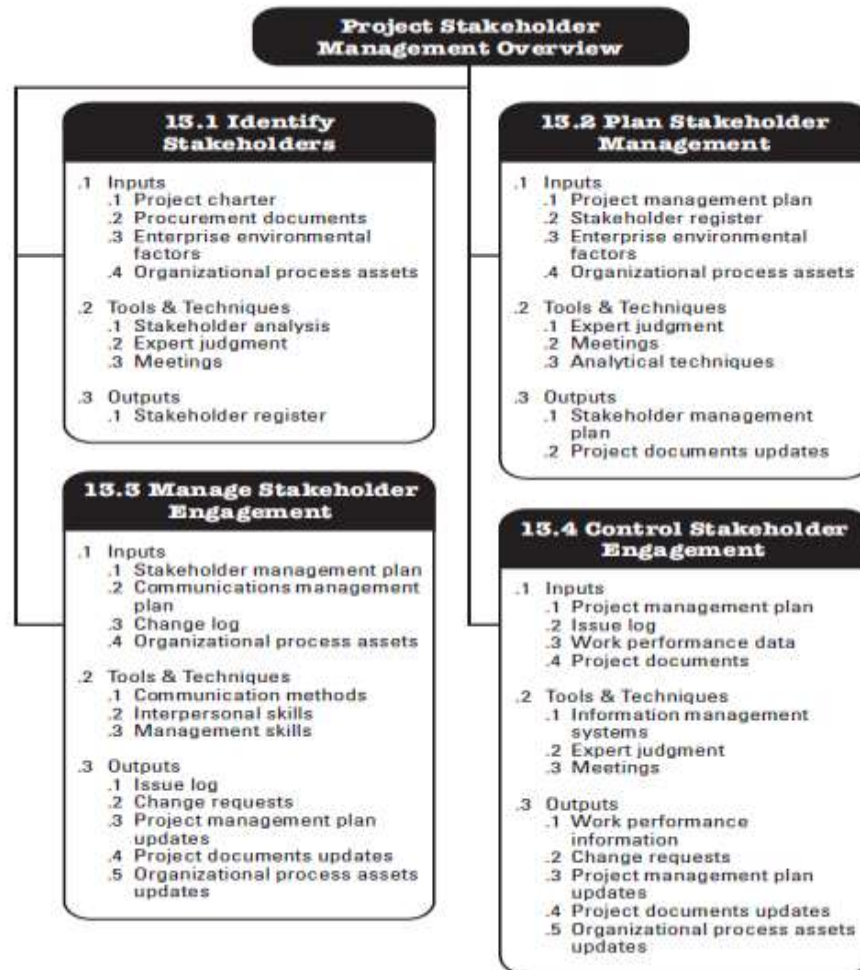 Project Stakeholder
Management Overview
13.1 Identify
Stakeholders
.1 Inputs
.1 Project charter
.2 Procurement documents
.3 Enterprise environmental
factors
.4 Organizational process assets
.2 Tools & Techniques
.1 Stakeholder analysis
.2 Expert judgment
.3 Meetings
.3 Outputs
.1 Stakeholder register
13.2 Plan Stakeholder
Management
.1 Inputs
.1 Project management plan
.2 Stakeholder register
.3 Enterprise environmental
factors
.4 Organizational process assets
.2 Tools & Techniques
.1 Expert judgment
.2 Meetings
.3 Analytical techniques
.3 Outputs
.1 Stakeholder management
plan
.2 Project documents updates
13.3 Manage Stakeholder
Engagement
.1 Inputs
.1 Stakeholder management plan
.2 Communications management
plan
.3 Change log
.4 Organizational process assets
.2 Tools & Techniques
.1 Communication methods
.2 Interpersonal skills
.3 Management skills
.3 Outputs
.1 Issue log
.2 Change requests
.3 Project management plan
updates
.4 Project documents updates
.5 Organizational process assets
updates
13.4 Control Stakeholder
Engagement
.1 Inputs
.1 Project management plan
.2 Issue log
.3 Work performance data
.4 Project documents
.2 Tools & Techniques
.1 Information management
systems
.2 Expert judgment
.3 Meetings
.3 Outputs
.1 Work performance
information
.2 Change requests
.3 Project management plan
updates
.4 Project documents updates
.5 Organizational process assets
updates